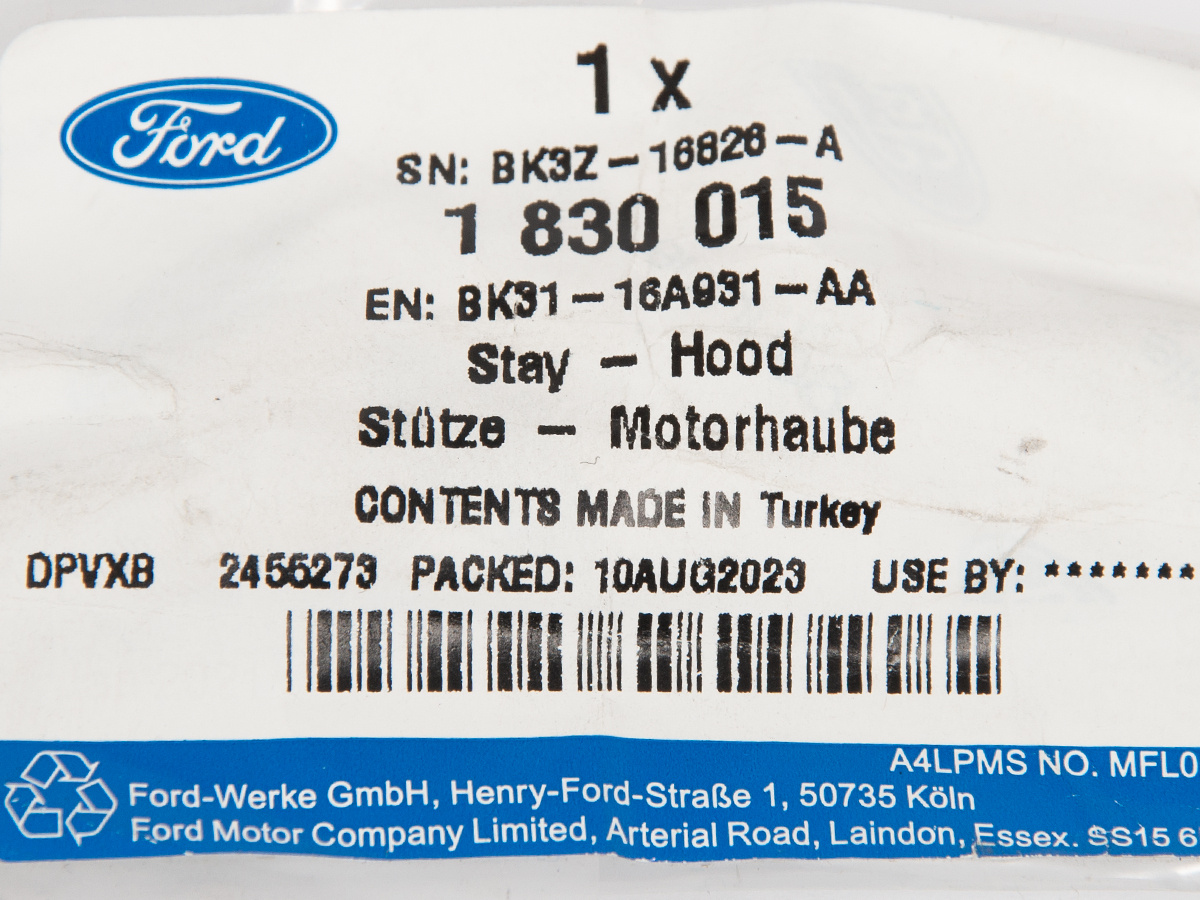 Ford
1 x
SN: BK3Z-16826-A
1 830 015
EN: BK31-16A931-AA
Stay - Hood
Stütze - Motorhaube
CONTENTS MADE IN Turkey
DPVXB 2455273 PACKED: 10AUG2023 USE BY: *******
A4LPMS NO. MFL0
Ford-Werke GmbH, Henry-Ford-Straße 1, 50735 Köln
Ford Motor Company Limited, Arterial Road, Laindon, Essex. SS15 6